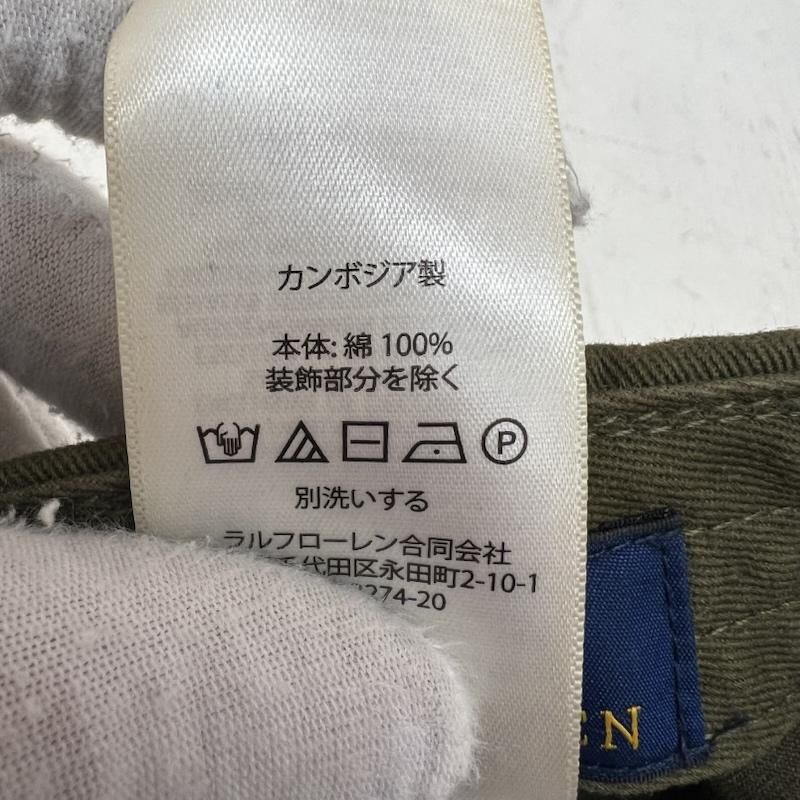 カンボジア製
本体: 綿 100%
装飾部分を除く
P
別洗いする
ラルフローレン合同会社
千代田区永田町2-10-1
274-20
EN